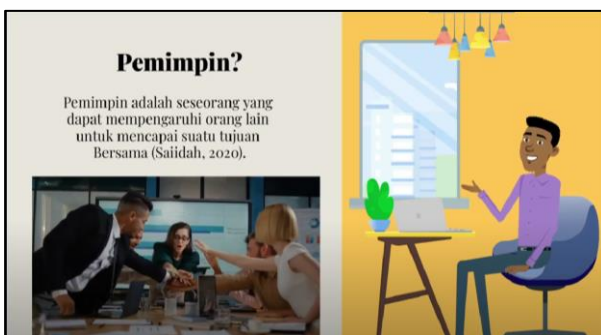 Pemimpin?
Pemimpin adalah seseorang yang
dapat mempengaruhi orang lain
untuk mencapai suatu tujuan
Bersama (Saiidah, 2020).